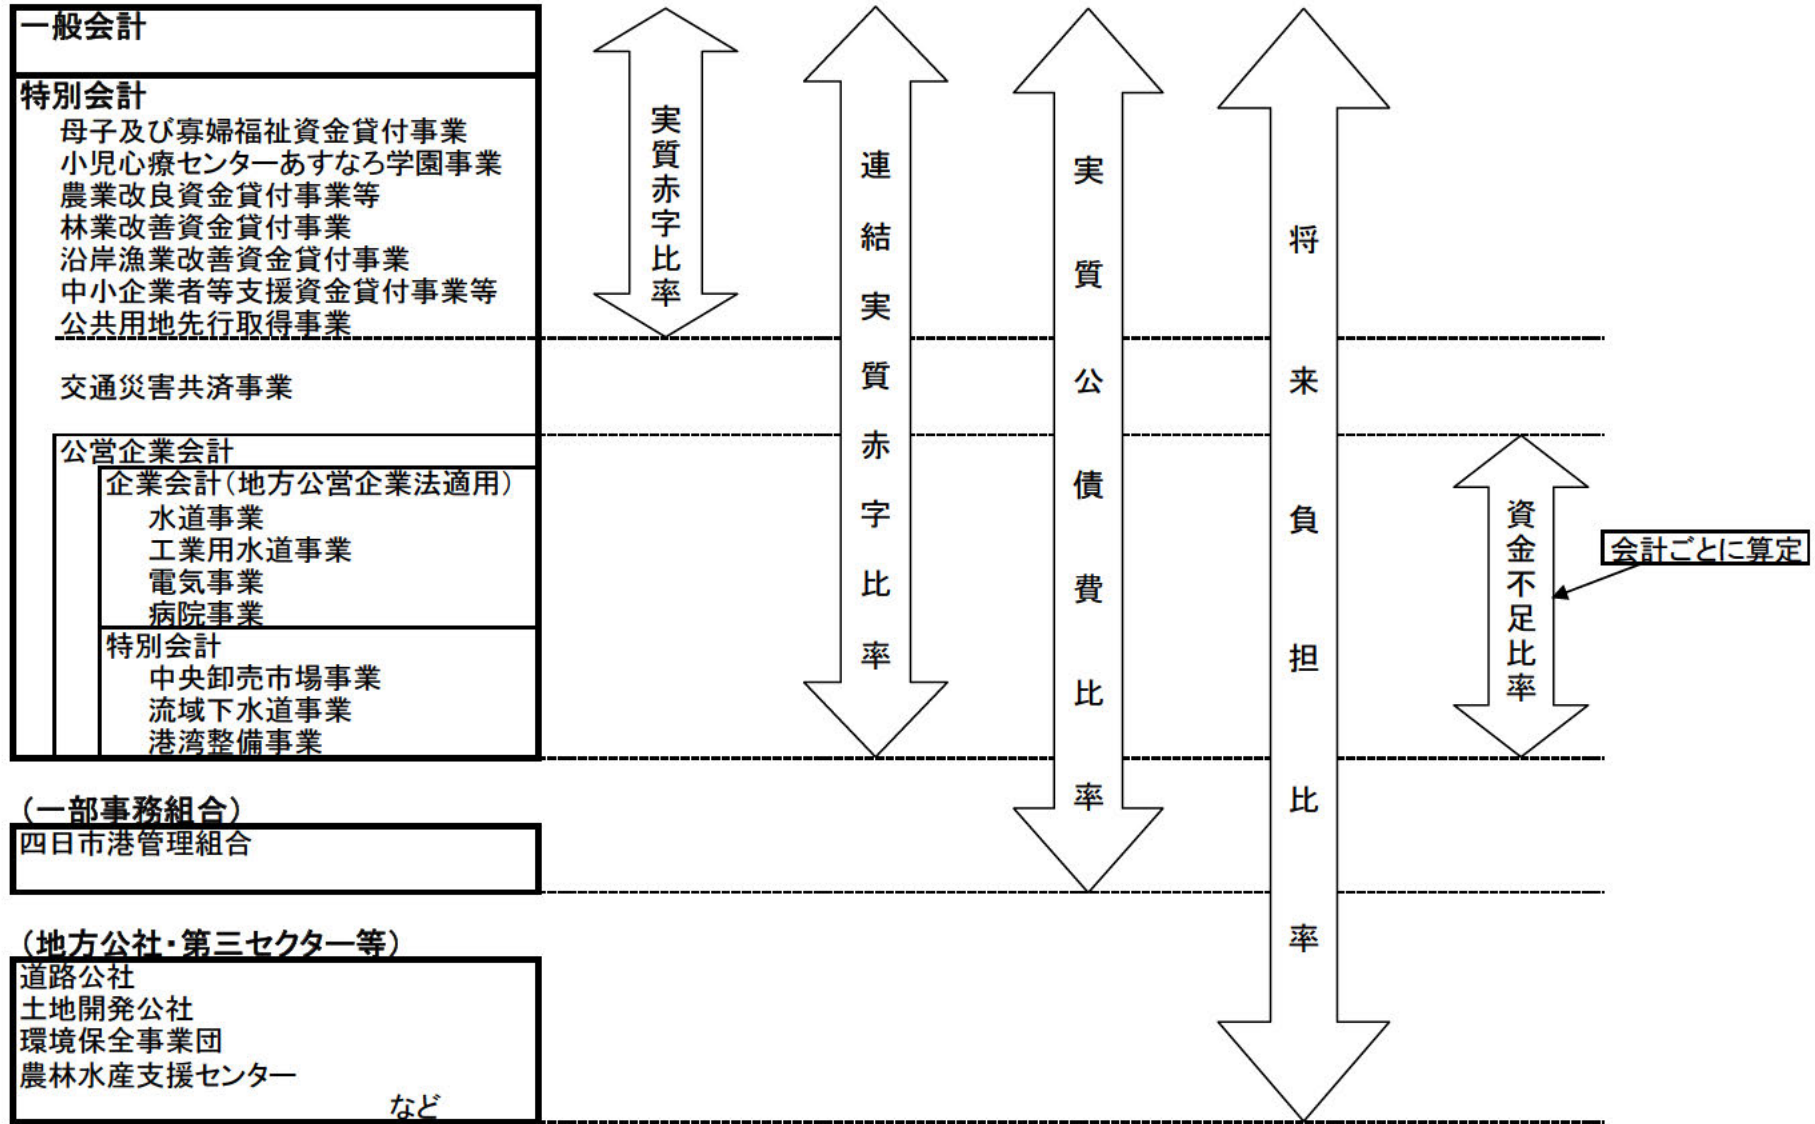 一般会計
特別会計
母子及び寡婦福祉資金貸付事業
小児心療センターあすなろ学園事業
農業改良資金貸付事業等
林業改善資金貸付事業
沿岸漁業改善資金貸付事業
中小企業者等支援資金貸付事業等
公共用地先行取得事業
交通災害共済事業
公営企業会計
企業会計(地方公営企業法適用)
水道事業
工業用水道事業
電気事業
病院事業
特別会計
中央卸売市場事業
流域下水道事業
港湾整備事業
(一部事務組合)
四日市港管理組合
(地方公社・第三セクター等)
道路公社
土地開発公社
環境保全事業団
農林水産支援センター
など
実質赤字比率
連結実質赤字比率
実質公債費比率
将来負担比率
資金不足比率
会計ごとに算定